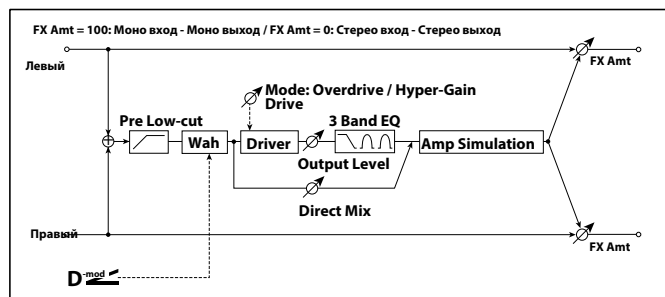 FX Amt = 100: Моно вход - Моно выход / FX Amt = 0: Стерео вход - Стерео выход
Левый
FX Amt
Mode: Overdrive / Hyper-Gain
Drive
Pre Low-cut
3 Band EQ
Wah
Driver
Amp Simulation
Output Level
Direct Mix
Правый
FX Amt
D-mod